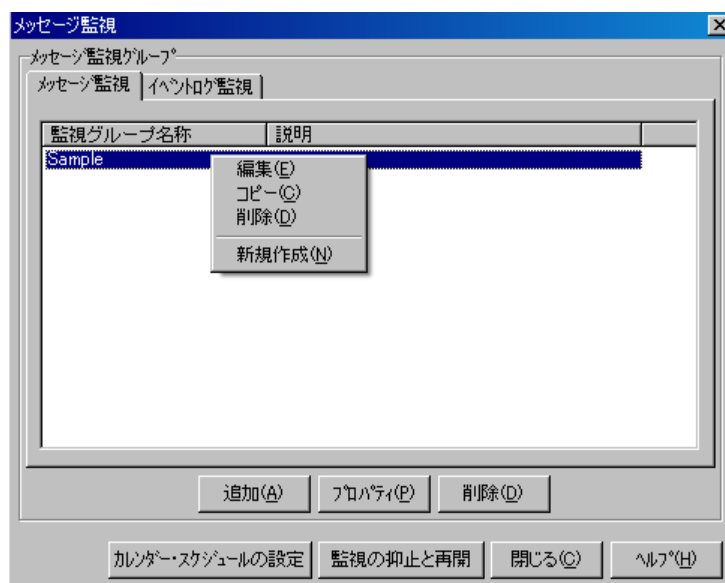 メッセージ監視
ﾒｯｾｰｼﾞ監視ｸﾞﾙｰﾌﾟ
ﾒｯｾｰｼﾞ監視 ｲﾍﾞﾝﾄﾛｸﾞ監視
監視グループ名称 説明
Sample
編集(E)
コピー(C)
削除(D)
新規作成(N)
追加(A) ﾌﾟﾛﾊﾟﾃｨ(P) 削除(D)
ｶﾚﾝﾀﾞｰ･ｽｹｼﾞｭｰﾙの設定 監視の抑止と再開 閉じる(C) ﾍﾙﾌﾟ(H)